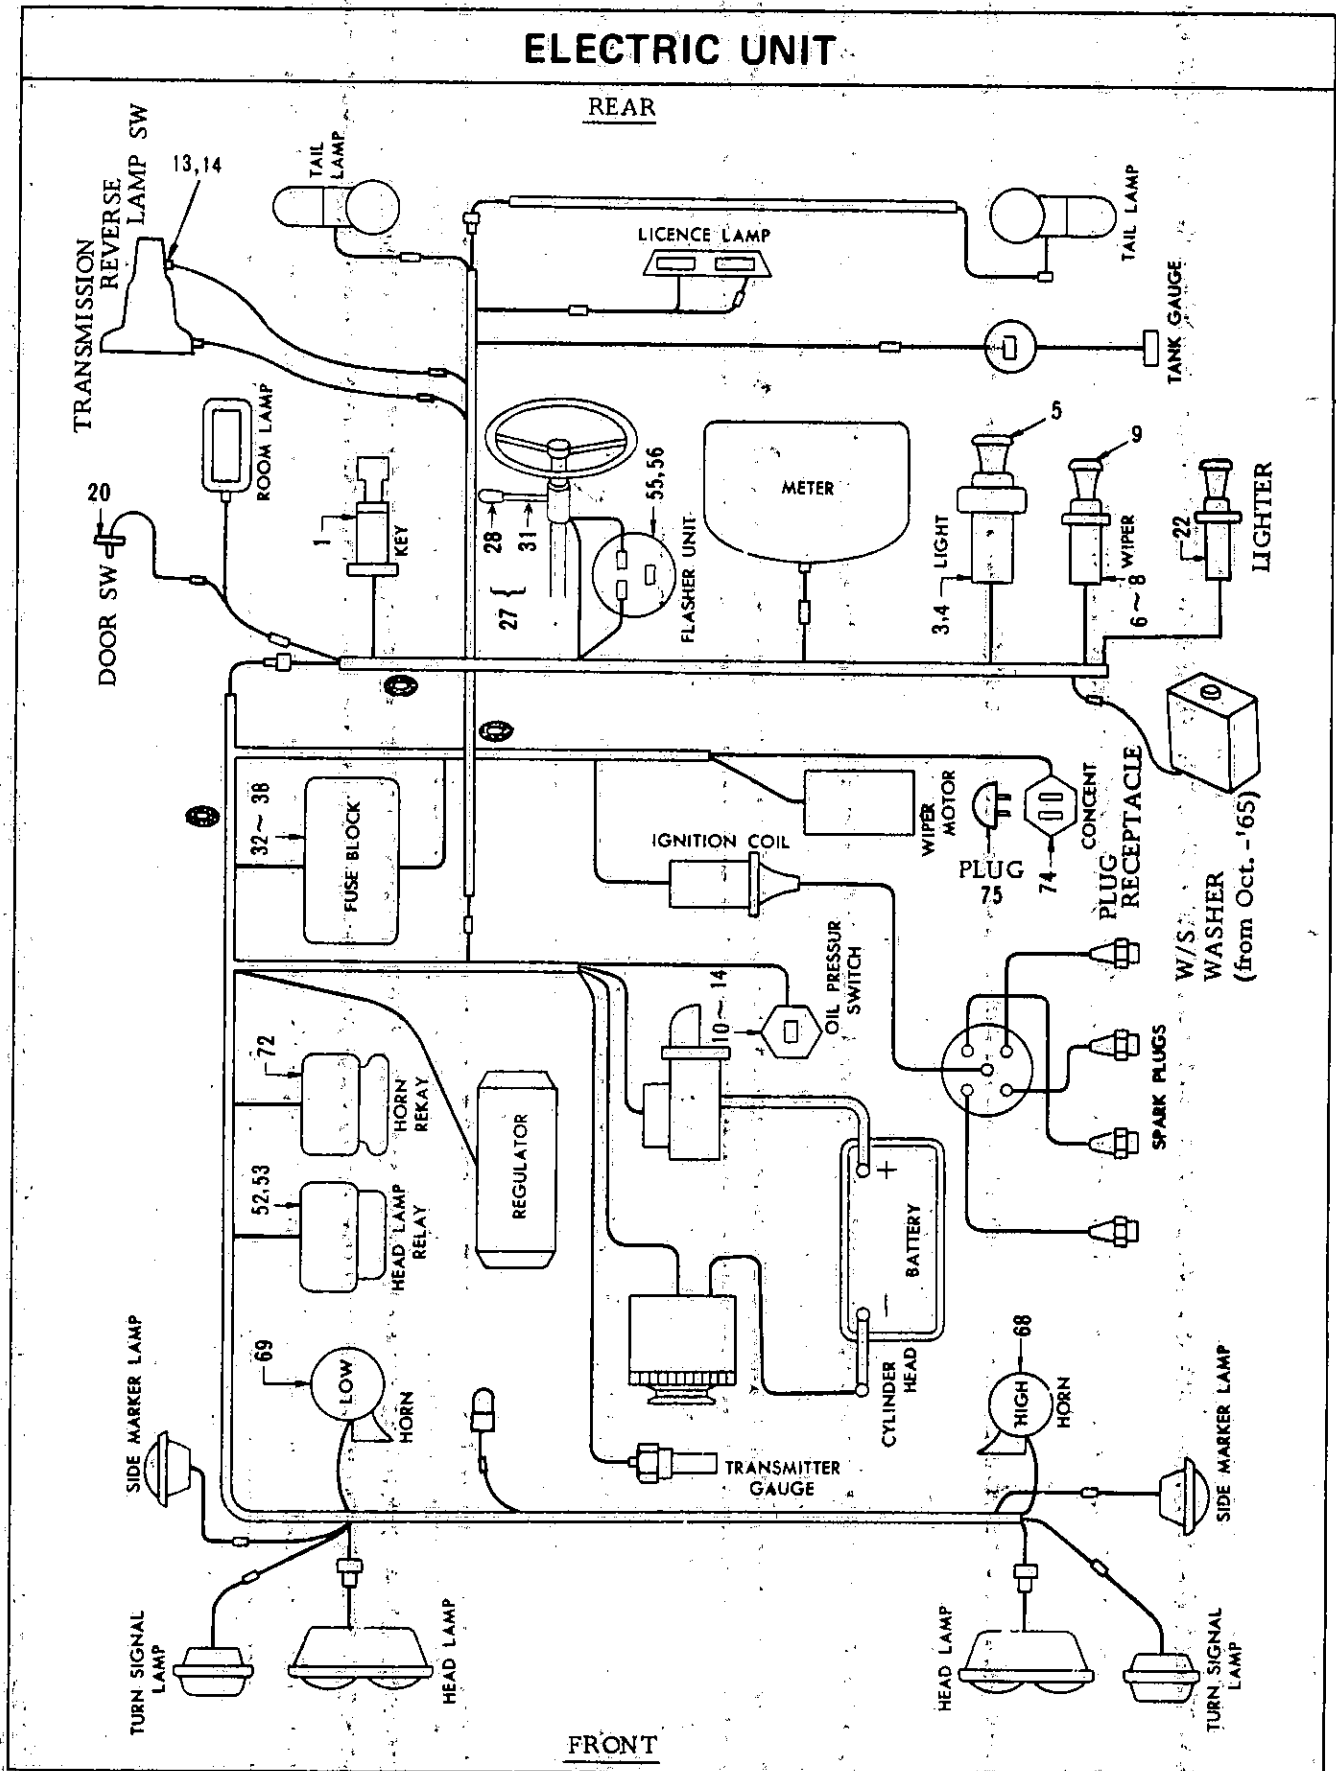 ELECTRIC UNIT
REAR
TRANSMISSION
REVERSE
LAMP SW
13,14
TAIL
LAMP
LICENCE LAMP
TAIL LAMP
TANK GAUGE
20
DOOR SW
ROOM LAMP
1
KEY
27 {
28
31
55,56
FLASHER UNIT
METER
5
3,4
LIGHT
9
6~8
WIPER
22
LIGHTER
32~38
FUSE BLOCK
IGNITION COIL
WIPER
MOTOR
PLUG
75
74
CONCENT
PLUG
RECEPTACLE
W/S
WASHER
(from Oct. -'65)
72
HORN
REKAY
52,53
HEAD LAMP
RELAY
REGULATOR
10~14
OIL PRESSUR
SWITCH
+
BATTERY
−
CYLINDER
HEAD
SPARK PLUGS
SIDE MARKER LAMP
69
LOW
HORN
TRANSMITTER
GAUGE
68
HIGH
HORN
SIDE MARKER LAMP
TURN SIGNAL
LAMP
HEAD LAMP
HEAD LAMP
TURN SIGNAL
LAMP
FRONT